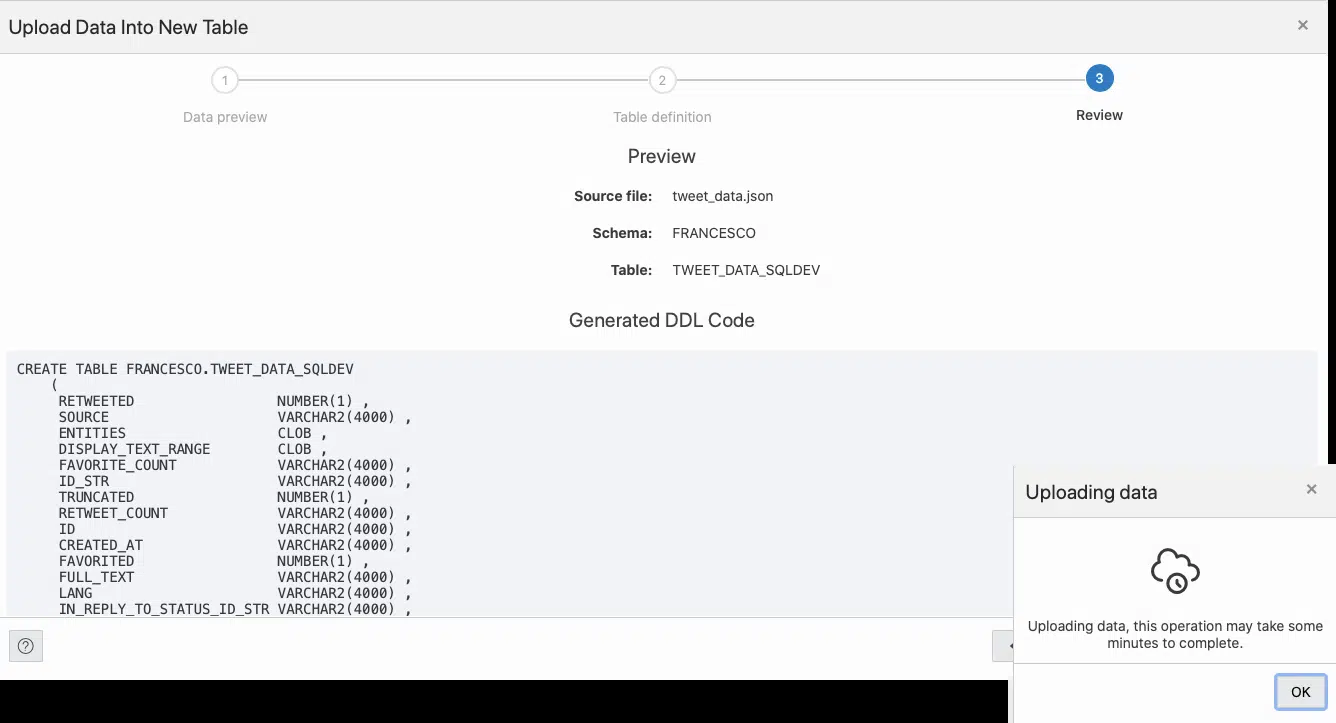 Upload Data Into New Table
×
1
2
3
Data preview
Table definition
Review
Preview
Source file: tweet_data.json
Schema: FRANCESCO
Table: TWEET_DATA_SQLDEV
Generated DDL Code
CREATE TABLE FRANCESCO.TWEET_DATA_SQLDEV
(
RETWEETED NUMBER(1) ,
SOURCE VARCHAR2(4000) ,
ENTITIES CLOB ,
DISPLAY_TEXT_RANGE CLOB ,
FAVORITE_COUNT VARCHAR2(4000) ,
ID_STR VARCHAR2(4000) ,
TRUNCATED NUMBER(1) ,
RETWEET_COUNT VARCHAR2(4000) ,
ID VARCHAR2(4000) ,
CREATED_AT VARCHAR2(4000) ,
FAVORITED NUMBER(1) ,
FULL_TEXT VARCHAR2(4000) ,
LANG VARCHAR2(4000) ,
IN_REPLY_TO_STATUS_ID_STR VARCHAR2(4000) ,
?
Uploading data
×
Uploading data, this operation may take some
minutes to complete.
OK